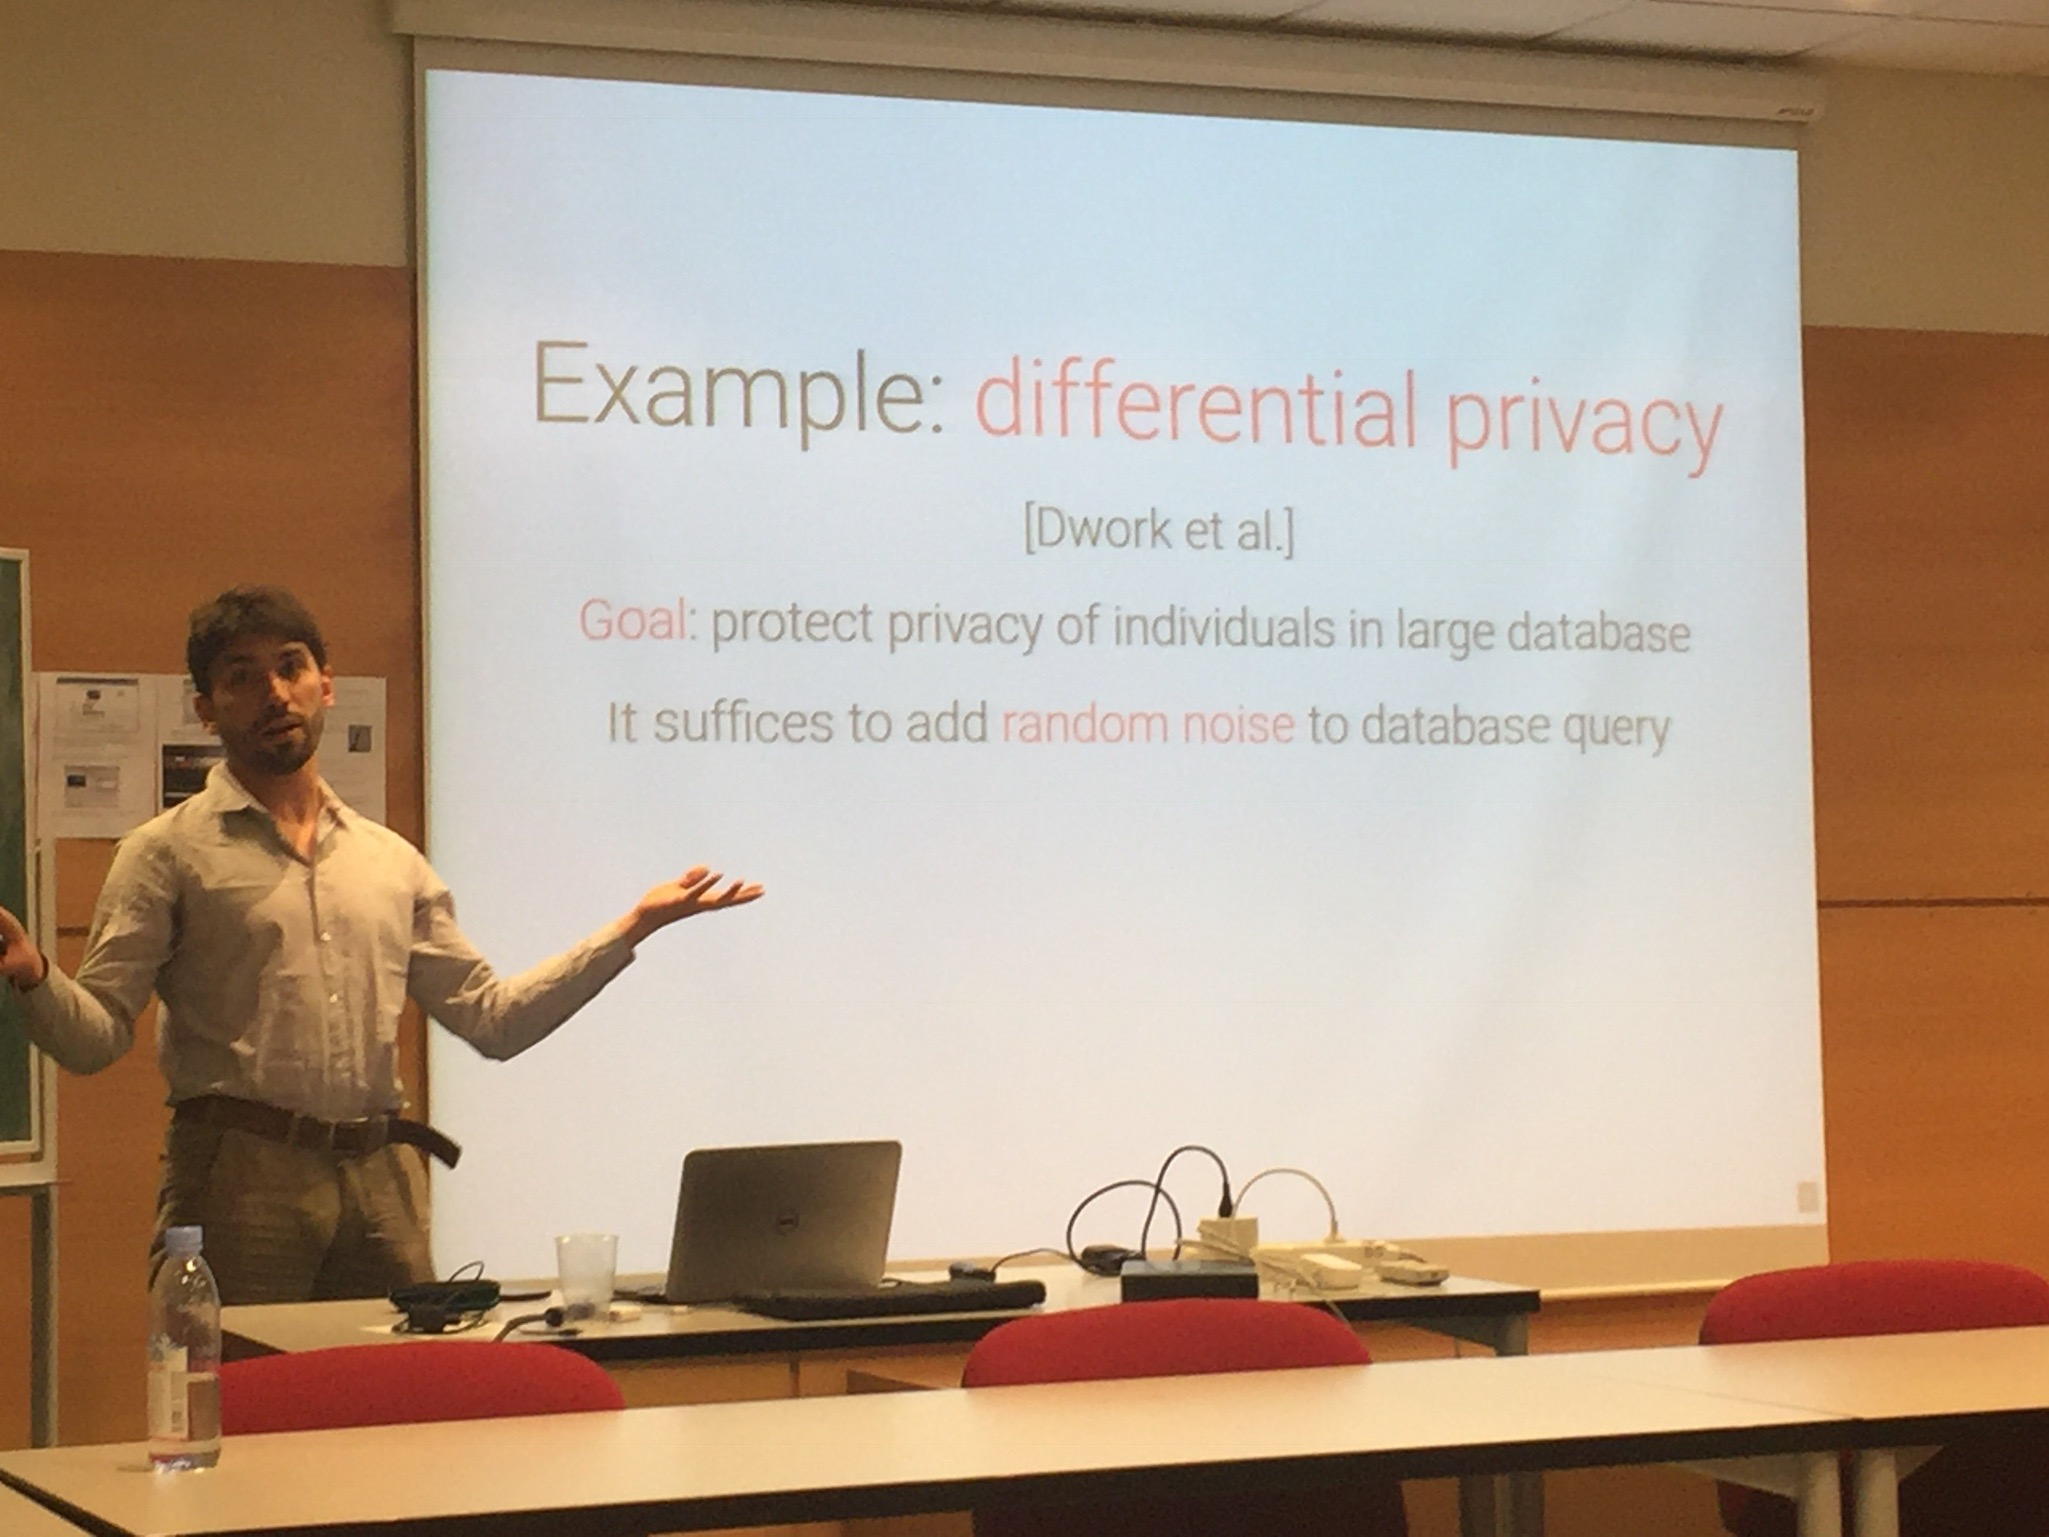 Example: differential privacy
[Dwork et al.]
Goal: protect privacy of individuals in large database
It suffices to add random noise to database query